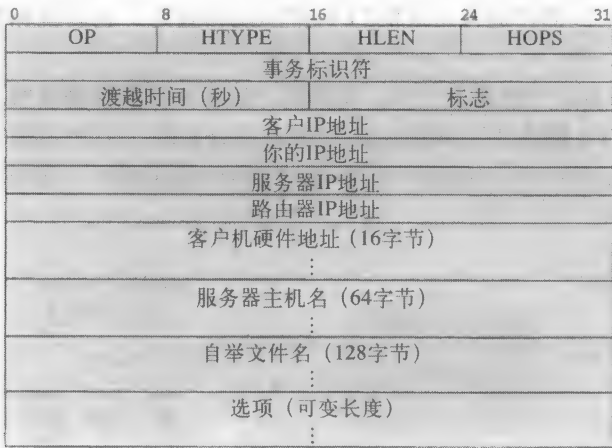 0 8 16 24 31
OP HTYPE HLEN HOPS
事务标识符
渡越时间（秒） 标志
客户IP地址
你的IP地址
服务器IP地址
路由器IP地址
客户机硬件地址（16字节）
⋮
服务器主机名（64字节）
⋮
自举文件名（128字节）
⋮
选项（可变长度）
⋮